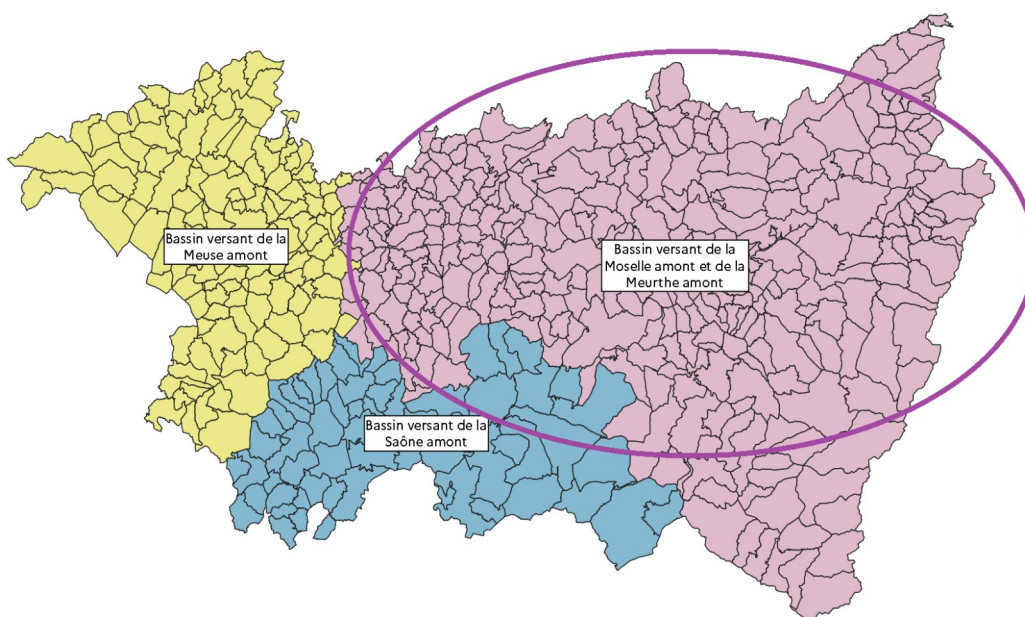 Bassin versant de la
Meuse amont
Bassin versant de la
Moselle amont et de la
Meurthe amont
Bassin versant de la
Saône amont